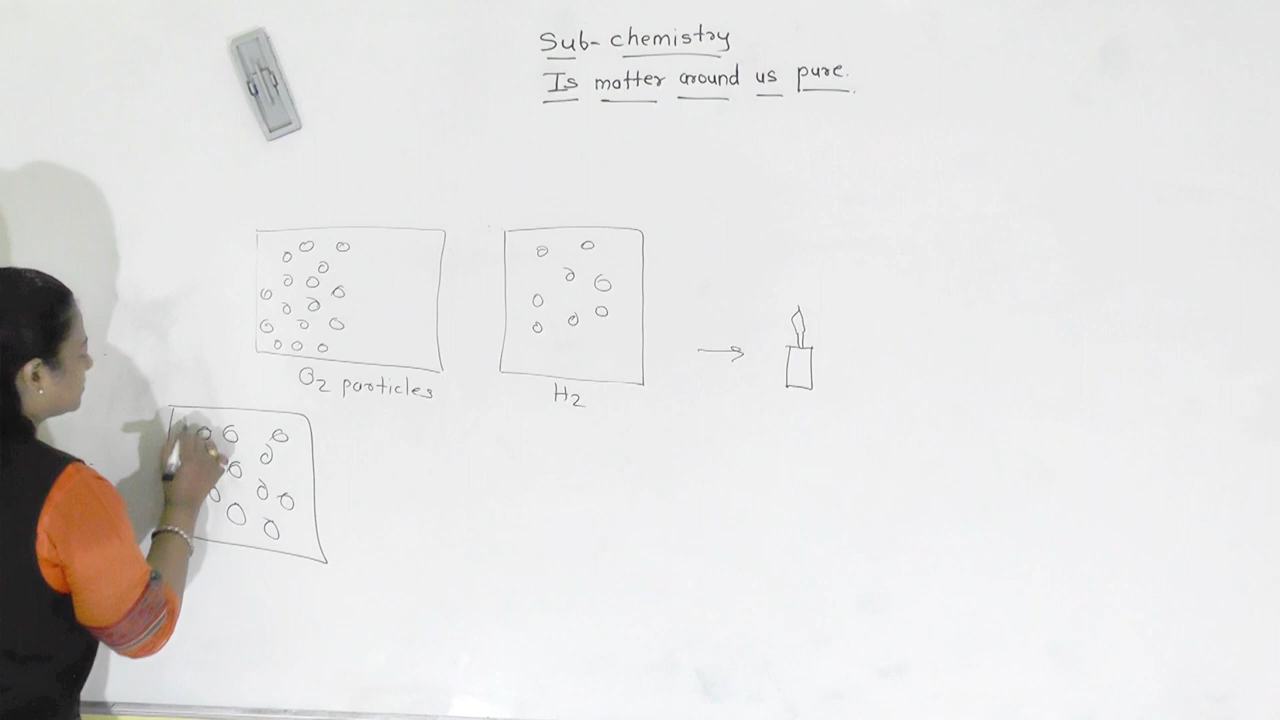 Sub- chemistry
Is matter around us pure.
O2 particles
H2